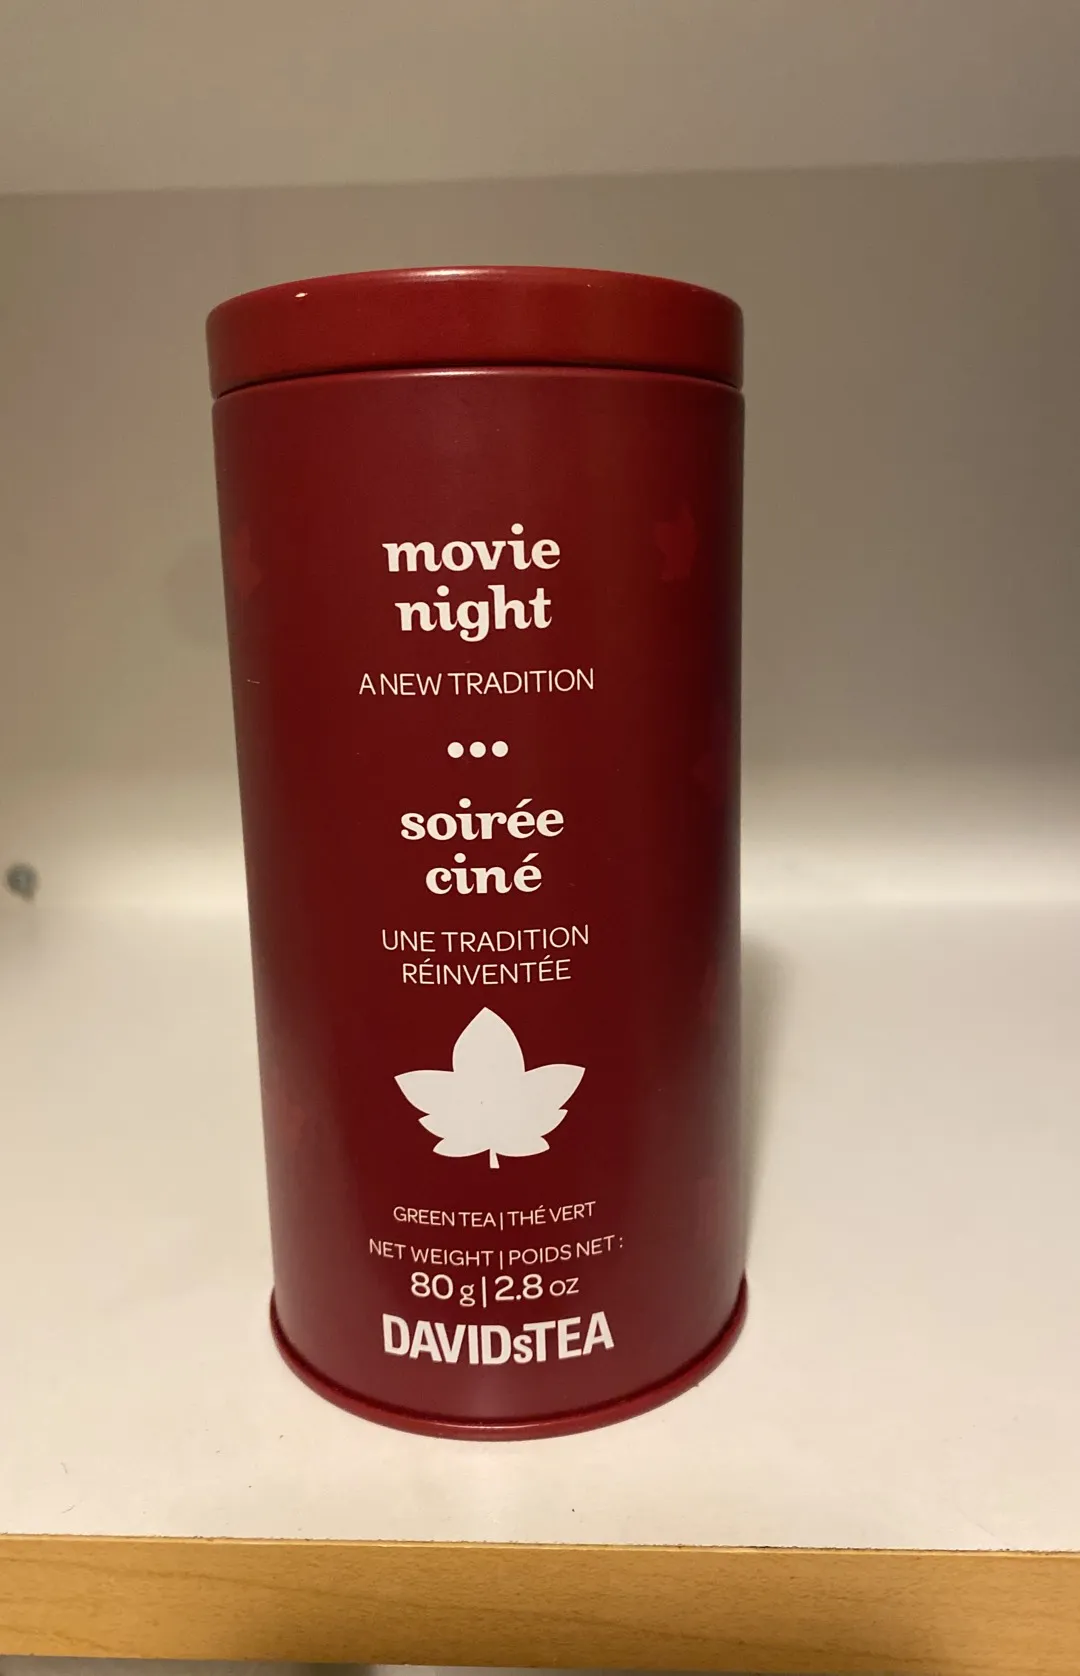 movie
night
A NEW TRADITION
•••
soirée
ciné
UNE TRADITION
RÉINVENTÉE
GREEN TEA | THÉ VERT
NET WEIGHT | POIDS NET :
80 g | 2.8 oz
DAVIDsTEA